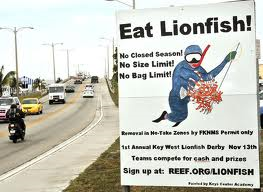 Eat Lionfish!
No Closed Season!
No Size Limit!
No Bag Limit!
Removal in No-Take Zones by FKNMS Permit only
1st Annual Key West Lionfish Derby Nov 13th
Teams compete for cash and prizes
Sign up at: REEF.ORG/LIONFISH
Funded by Keys Center Academy